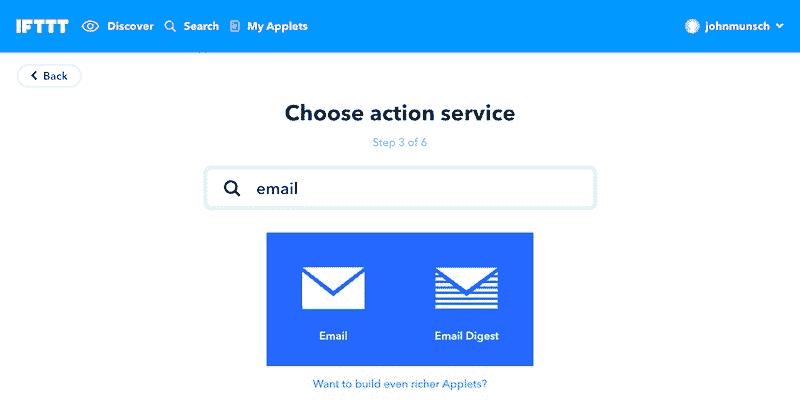 IFTTT Discover Search My Applets johnmunsch
Back
Choose action service
Step 3 of 6
email
Email Email Digest
Want to build even richer Applets?